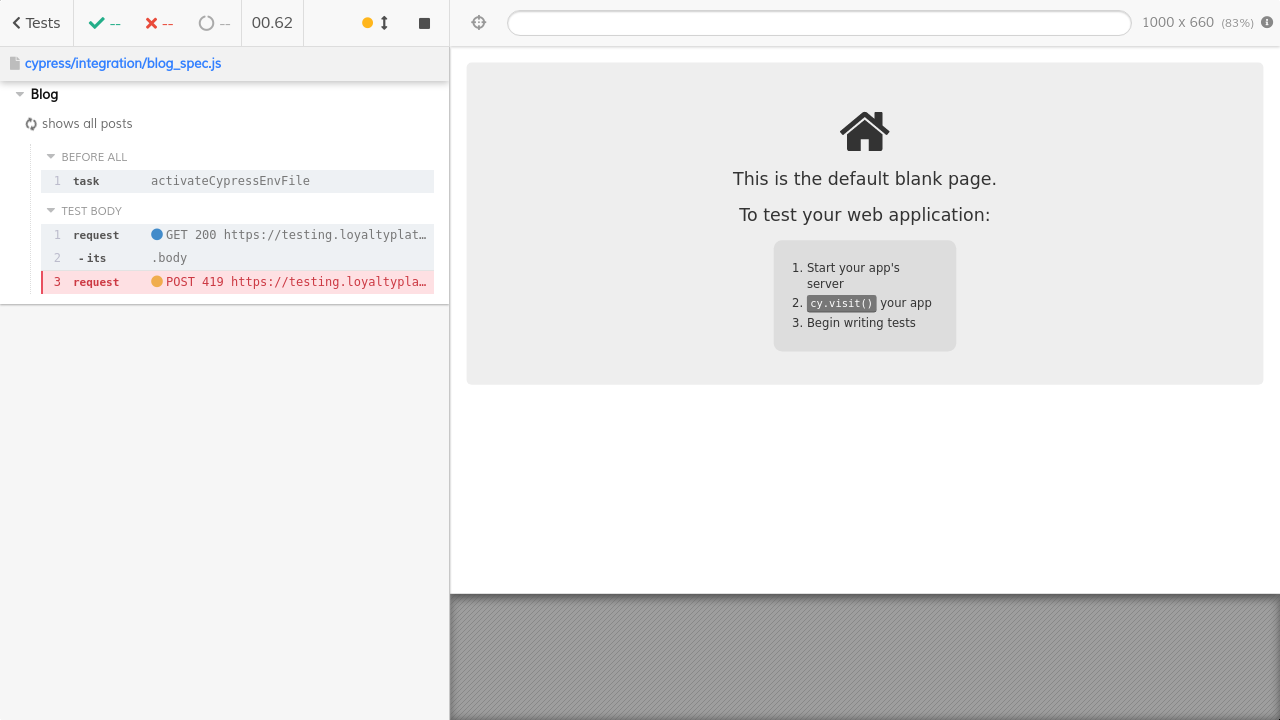 Tests -- -- -- 00.62
1000 x 660 (83%)
cypress/integration/blog_spec.js
Blog
shows all posts
BEFORE ALL
1 task activateCypressEnvFile
TEST BODY
1 request GET 200 https://testing.loyaltyplat…
2 - its .body
3 request POST 419 https://testing.loyaltypla…
This is the default blank page.
To test your web application:
1. Start your app's
server
2. cy.visit() your app
3. Begin writing tests